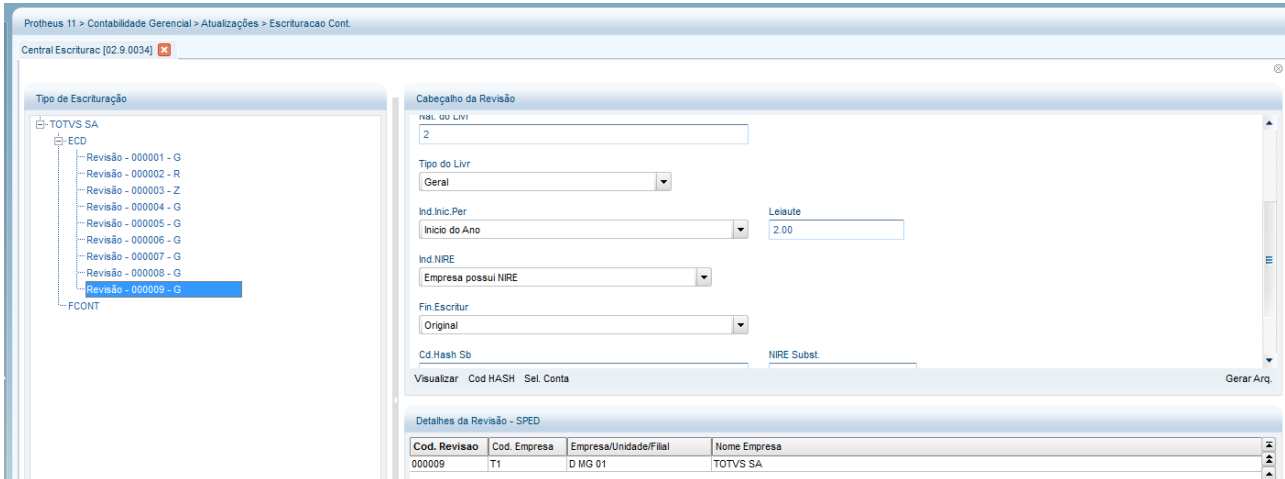 Protheus 11 > Contabilidade Gerencial > Atualizações > Escrituracao Cont.
Central Escriturac [02.9.0034]
Tipo de Escrituração
TOTVS SA
ECD
Revisão - 000001 - G
Revisão - 000002 - R
Revisão - 000003 - Z
Revisão - 000004 - G
Revisão - 000005 - G
Revisão - 000006 - G
Revisão - 000007 - G
Revisão - 000008 - G
Revisão - 000009 - G
FCONT
Cabeçalho da Revisão
Nat. do Livr
2
Tipo do Livr
Geral
Ind.Inic.Per Leiaute
Inicio do Ano 2.00
Ind.NIRE
Empresa possui NIRE
Fin.Escritur
Original
Cd.Hash Sb NIRE Subst.
Visualizar Cod HASH Sel. Conta Gerar Arq.
Detalhes da Revisão - SPED
Cod. Revisao Cod. Empresa Empresa/Unidade/Filial Nome Empresa
000009 T1 D MG 01 TOTVS SA